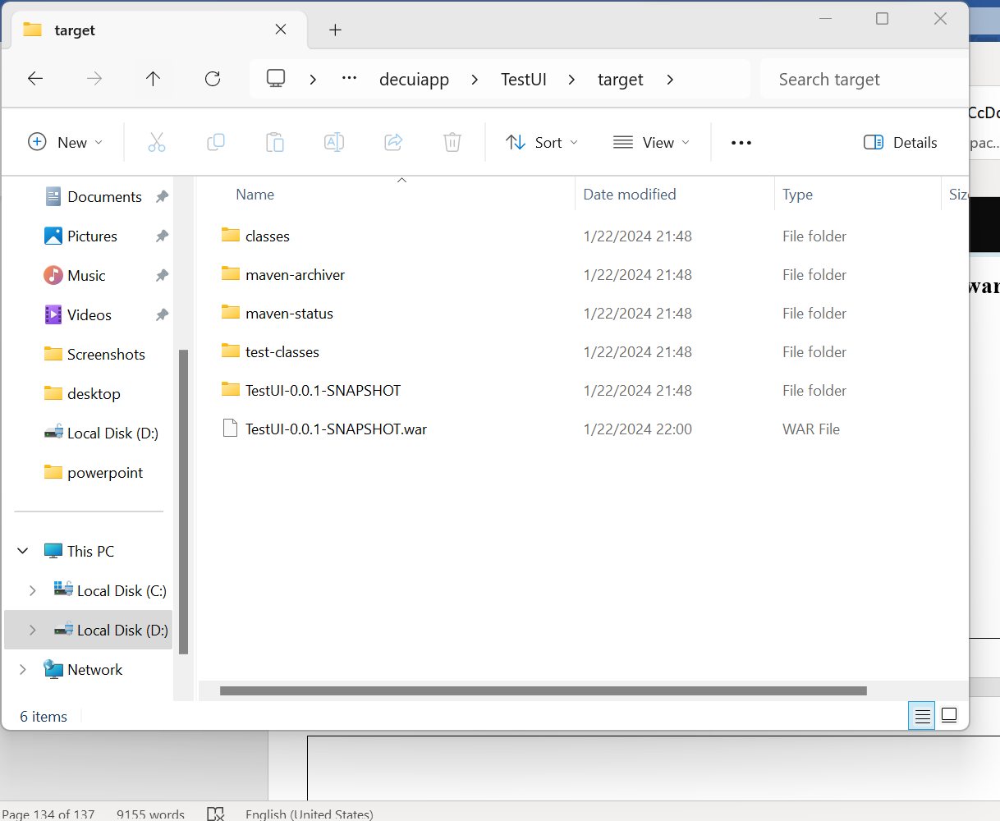 target
decuiapp TestUI target
Search target
New
Sort
View
Details
Name
Date modified
Type
Documents
Pictures
Music
Videos
Screenshots
desktop
Local Disk (D:)
powerpoint
This PC
Local Disk (C:)
Local Disk (D:)
Network
classes 1/22/2024 21:48 File folder
maven-archiver 1/22/2024 21:48 File folder
maven-status 1/22/2024 21:48 File folder
test-classes 1/22/2024 21:48 File folder
TestUI-0.0.1-SNAPSHOT 1/22/2024 21:48 File folder
TestUI-0.0.1-SNAPSHOT.war 1/22/2024 22:00 WAR File
6 items
Page 134 of 137 9155 words English (United States)